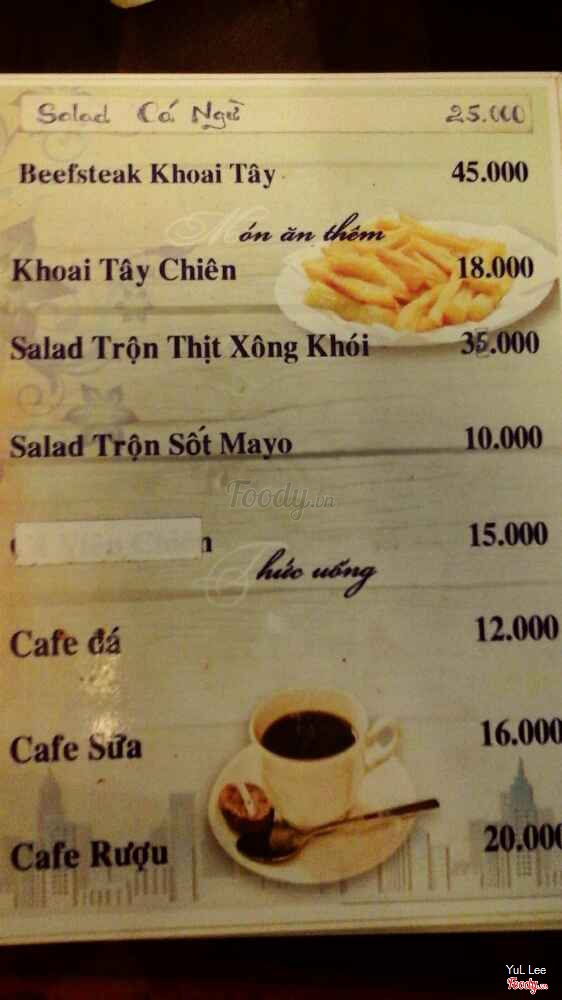 Salad Cá Ngừ 25.000
Beefsteak Khoai Tây 45.000
Món ăn thêm
Khoai Tây Chiên 18.000
Salad Trộn Thịt Xông Khói 35.000
Salad Trộn Sốt Mayo 10.000
Foody.vn
15.000
Thức uống
Cafe đá 12.000
Cafe Sữa 16.000
Cafe Rượu 20.000
YuL Lee
Foody.vn